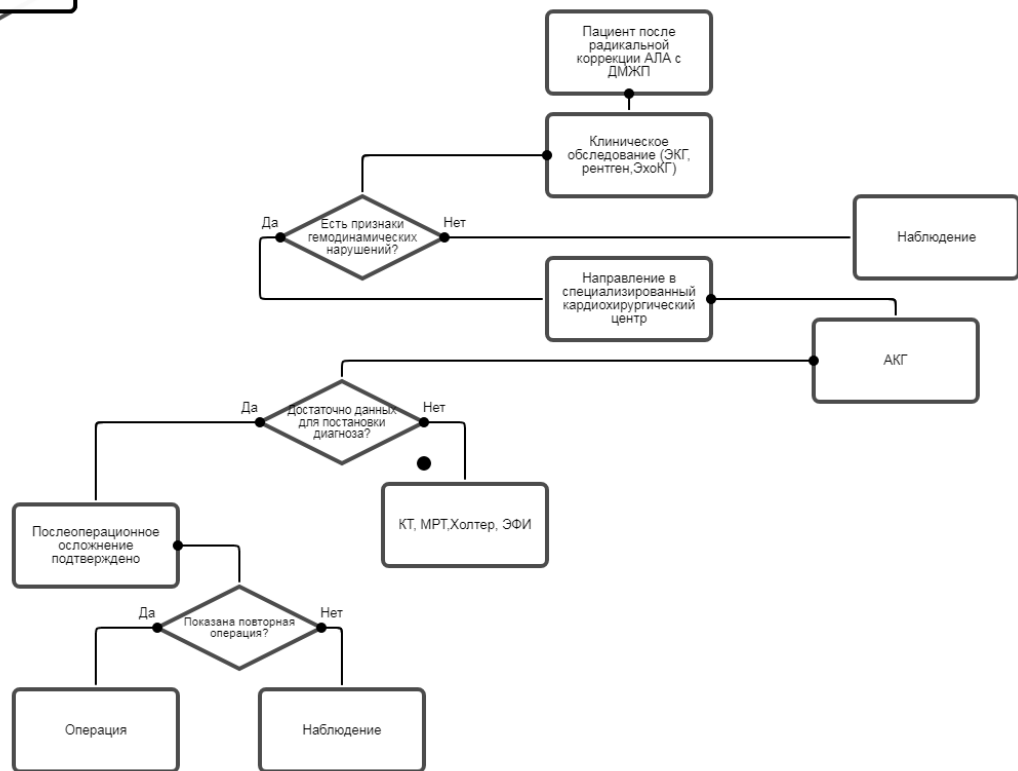 Пациент после
радикальной
коррекции АЛА с
ДМЖП
Клиническое
обследование (ЭКГ,
рентген,ЭхоКГ)
Да
Есть признаки
гемодинамических
нарушений?
Нет
Наблюдение
Направление в
специализированный
кардиохирургический
центр
АКГ
Да
Достаточно данных
для постановки
диагноза?
Нет
КТ, МРТ,Холтер, ЭФИ
Послеоперационное
осложнение
подтверждено
Да
Показана повторная
операция?
Нет
Операция
Наблюдение